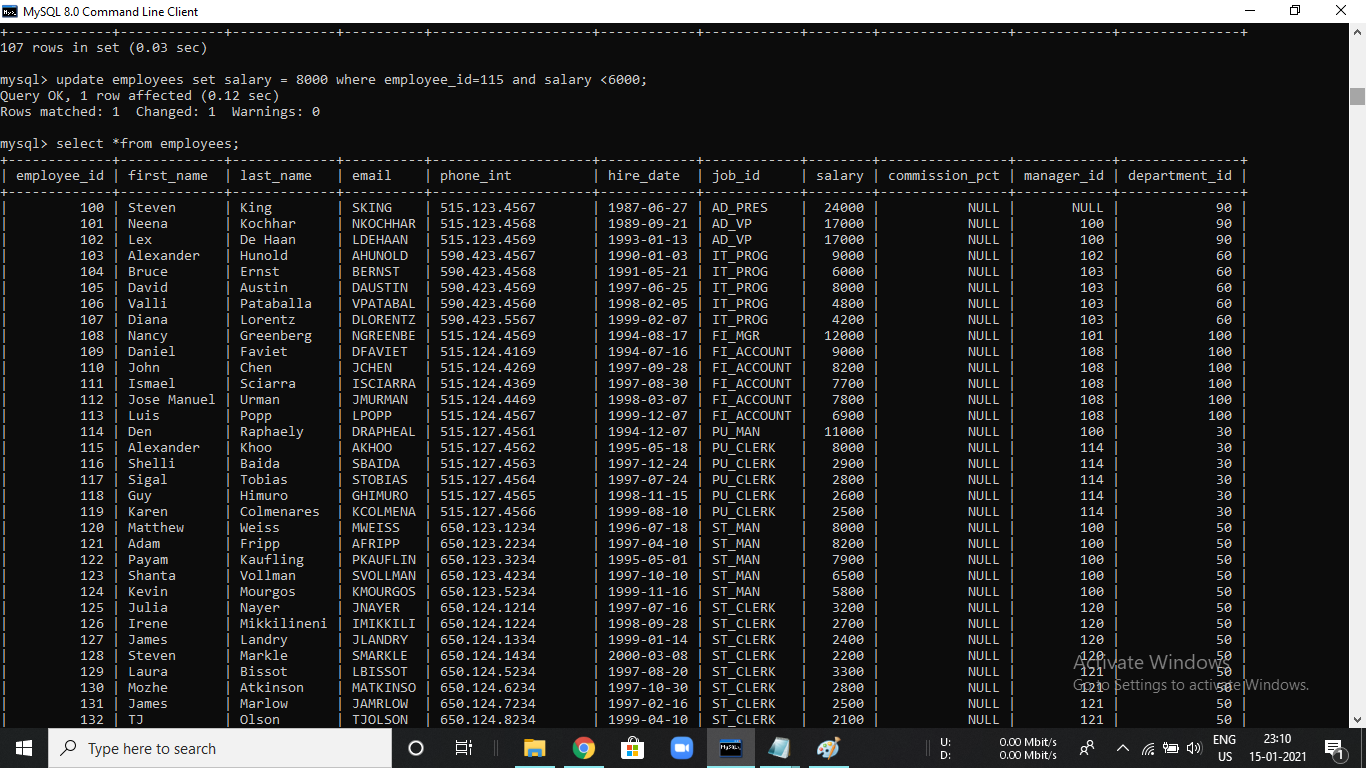 MySQL 8.0 Command Line Client
+-------------+-------------+-------------+-----------+--------------------+------------+------------+--------+----------------+------------+---------------+
107 rows in set (0.03 sec)
mysql> update employees set salary = 8000 where employee_id=115 and salary <6000;
Query OK, 1 row affected (0.12 sec)
Rows matched: 1  Changed: 1  Warnings: 0
mysql> select *from employees;
+-------------+-------------+-------------+----------+--------------------+------------+------------+--------+----------------+------------+---------------+
| employee_id | first_name | last_name | email | phone_int | hire_date | job_id | salary | commission_pct | manager_id | department_id |
+-------------+-------------+-------------+----------+--------------------+------------+------------+--------+----------------+------------+---------------+
| 100 | Steven | King | SKING | 515.123.4567 | 1987-06-27 | AD_PRES | 24000 | NULL | NULL | 90 |
| 101 | Neena | Kochhar | NKOCHHAR | 515.123.4568 | 1989-09-21 | AD_VP | 17000 | NULL | 100 | 90 |
| 102 | Lex | De Haan | LDEHAAN | 515.123.4569 | 1993-01-13 | AD_VP | 17000 | NULL | 100 | 90 |
| 103 | Alexander | Hunold | AHUNOLD | 590.423.4567 | 1990-01-03 | IT_PROG | 9000 | NULL | 102 | 60 |
| 104 | Bruce | Ernst | BERNST | 590.423.4568 | 1991-05-21 | IT_PROG | 6000 | NULL | 103 | 60 |
| 105 | David | Austin | DAUSTIN | 590.423.4569 | 1997-06-25 | IT_PROG | 8000 | NULL | 103 | 60 |
| 106 | Valli | Pataballa | VPATABAL | 590.423.4560 | 1998-02-05 | IT_PROG | 4800 | NULL | 103 | 60 |
| 107 | Diana | Lorentz | DLORENTZ | 590.423.5567 | 1999-02-07 | IT_PROG | 4200 | NULL | 103 | 60 |
| 108 | Nancy | Greenberg | NGREENBE | 515.124.4569 | 1994-08-17 | FI_MGR | 12000 | NULL | 101 | 100 |
| 109 | Daniel | Faviet | DFAVIET | 515.124.4169 | 1994-07-16 | FI_ACCOUNT | 9000 | NULL | 108 | 100 |
| 110 | John | Chen | JCHEN | 515.124.4269 | 1997-09-28 | FI_ACCOUNT | 8200 | NULL | 108 | 100 |
| 111 | Ismael | Sciarra | ISCIARRA | 515.124.4369 | 1997-08-30 | FI_ACCOUNT | 7700 | NULL | 108 | 100 |
| 112 | Jose Manuel | Urman | JMURMAN | 515.124.4469 | 1998-03-07 | FI_ACCOUNT | 7800 | NULL | 108 | 100 |
| 113 | Luis | Popp | LPOPP | 515.124.4567 | 1999-12-07 | FI_ACCOUNT | 6900 | NULL | 108 | 100 |
| 114 | Den | Raphaely | DRAPHEAL | 515.127.4561 | 1994-12-07 | PU_MAN | 11000 | NULL | 100 | 30 |
| 115 | Alexander | Khoo | AKHOO | 515.127.4562 | 1995-05-18 | PU_CLERK | 8000 | NULL | 114 | 30 |
| 116 | Shelli | Baida | SBAIDA | 515.127.4563 | 1997-12-24 | PU_CLERK | 2900 | NULL | 114 | 30 |
| 117 | Sigal | Tobias | STOBIAS | 515.127.4564 | 1997-07-24 | PU_CLERK | 2800 | NULL | 114 | 30 |
| 118 | Guy | Himuro | GHIMURO | 515.127.4565 | 1998-11-15 | PU_CLERK | 2600 | NULL | 114 | 30 |
| 119 | Karen | Colmenares | KCOLMENA | 515.127.4566 | 1999-08-10 | PU_CLERK | 2500 | NULL | 114 | 30 |
| 120 | Matthew | Weiss | MWEISS | 650.123.1234 | 1996-07-18 | ST_MAN | 8000 | NULL | 100 | 50 |
| 121 | Adam | Fripp | AFRIPP | 650.123.2234 | 1997-04-10 | ST_MAN | 8200 | NULL | 100 | 50 |
| 122 | Payam | Kaufling | PKAUFLIN | 650.123.3234 | 1995-05-01 | ST_MAN | 7900 | NULL | 100 | 50 |
| 123 | Shanta | Vollman | SVOLLMAN | 650.123.4234 | 1997-10-10 | ST_MAN | 6500 | NULL | 100 | 50 |
| 124 | Kevin | Mourgos | KMOURGOS | 650.123.5234 | 1999-11-16 | ST_MAN | 5800 | NULL | 100 | 50 |
| 125 | Julia | Nayer | JNAYER | 650.124.1214 | 1997-07-16 | ST_CLERK | 3200 | NULL | 120 | 50 |
| 126 | Irene | Mikkilineni | IMIKKILI | 650.124.1224 | 1998-09-28 | ST_CLERK | 2700 | NULL | 120 | 50 |
| 127 | James | Landry | JLANDRY | 650.124.1334 | 1999-01-14 | ST_CLERK | 2400 | NULL | 120 | 50 |
| 128 | Steven | Markle | SMARKLE | 650.124.1434 | 2000-03-08 | ST_CLERK | 2200 | NULL | 120 | 50 |
| 129 | Laura | Bissot | LBISSOT | 650.124.5234 | 1997-08-20 | ST_CLERK | 3300 | NULL | 121 | 50 |
| 130 | Mozhe | Atkinson | MATKINSO | 650.124.6234 | 1997-10-30 | ST_CLERK | 2800 | NULL | 121 | 50 |
| 131 | James | Marlow | JAMRLOW | 650.124.7234 | 1997-02-16 | ST_CLERK | 2500 | NULL | 121 | 50 |
| 132 | TJ | Olson | TJOLSON | 650.124.8234 | 1999-04-10 | ST_CLERK | 2100 | NULL | 121 | 50 |
Activate Windows
Go to Settings to activate Windows.
Type here to search
U: 0.00 Mbit/s
D: 0.00 Mbit/s
ENG
US
23:10
15-01-2021
1